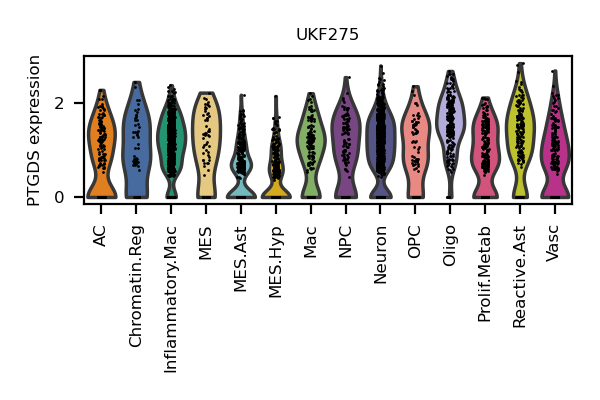 UKF275
PTGDS expression
2
0
AC
Chromatin.Reg
Inflammatory.Mac
MES
MES.Ast
MES.Hyp
Mac
NPC
Neuron
OPC
Oligo
Prolif.Metab
Reactive.Ast
Vasc